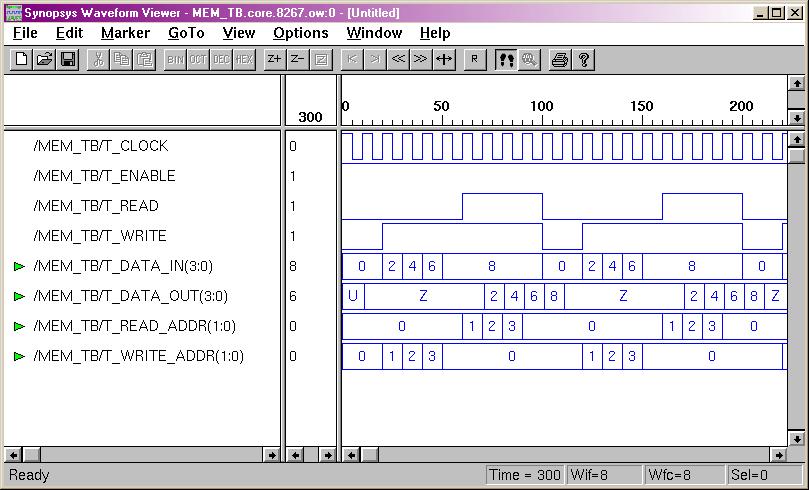 Synopsys Waveform Viewer - MEM_TB.core.8267.ow:0 - [Untitled]
File Edit Marker GoTo View Options Window Help
BIN OCT DEC HEX Z+ Z- Z R
300 0 50 100 150 200
/MEM_TB/T_CLOCK 0
/MEM_TB/T_ENABLE 1
/MEM_TB/T_READ 1
/MEM_TB/T_WRITE 1
/MEM_TB/T_DATA_IN(3:0) 8 0 2 4 6 8 0 2 4 6 8 0
/MEM_TB/T_DATA_OUT(3:0) 6 U Z 2 4 6 8 Z 2 4 6 8 Z
/MEM_TB/T_READ_ADDR(1:0) 0 0 1 2 3 0 1 2 3 0
/MEM_TB/T_WRITE_ADDR(1:0) 0 0 1 2 3 0 1 2 3 0
Ready Time = 300 Wif=8 Wfc=8 Sel=0